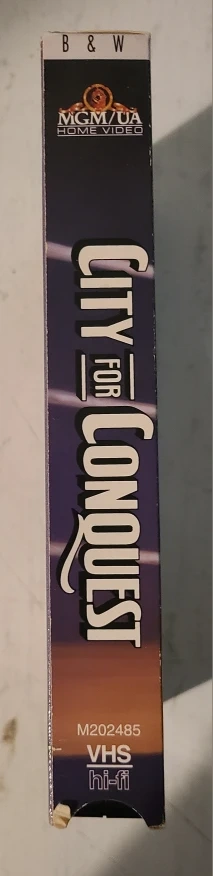 B & W
MGM/UA
HOME VIDEO
CITY FOR CONQUEST
M202485
VHS
hi-fi